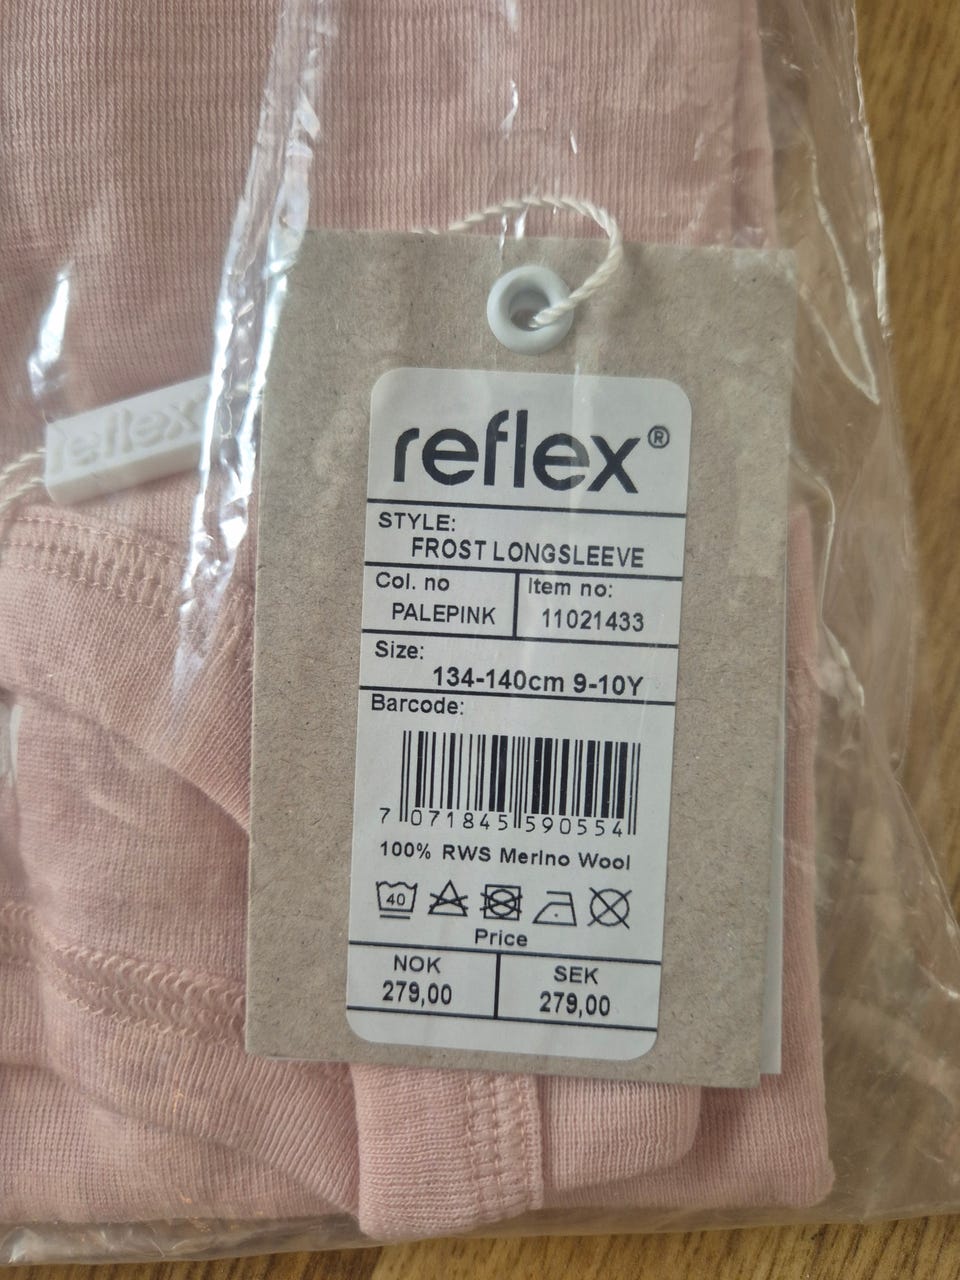 reflex®
reflex
STYLE:
FROST LONGSLEEVE
Col. no
PALEPINK
Item no:
11021433
Size:
134-140cm 9-10Y
Barcode:
7 071845 590554
100% RWS Merino Wool
40
Price
NOK
279,00
SEK
279,00